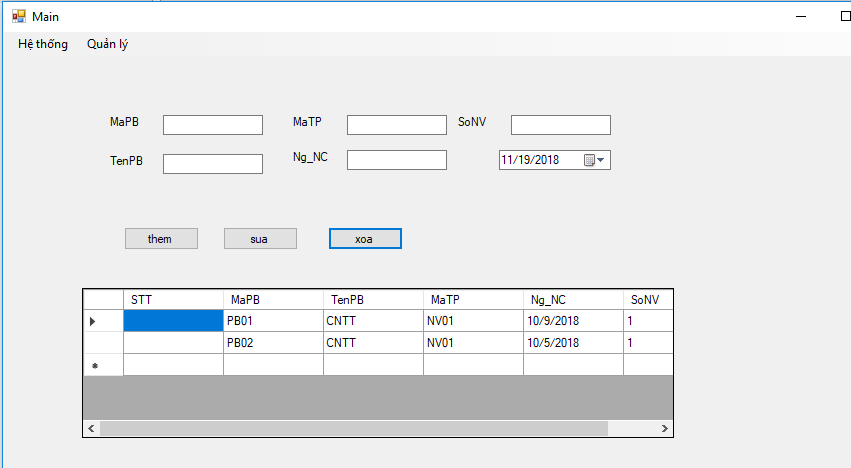 Main
Hệ thống Quản lý
MaPB MaTP SoNV
TenPB Ng_NC 11/19/2018
them sua xoa
STT MaPB TenPB MaTP Ng_NC SoNV
PB01 CNTT NV01 10/9/2018 1
PB02 CNTT NV01 10/5/2018 1